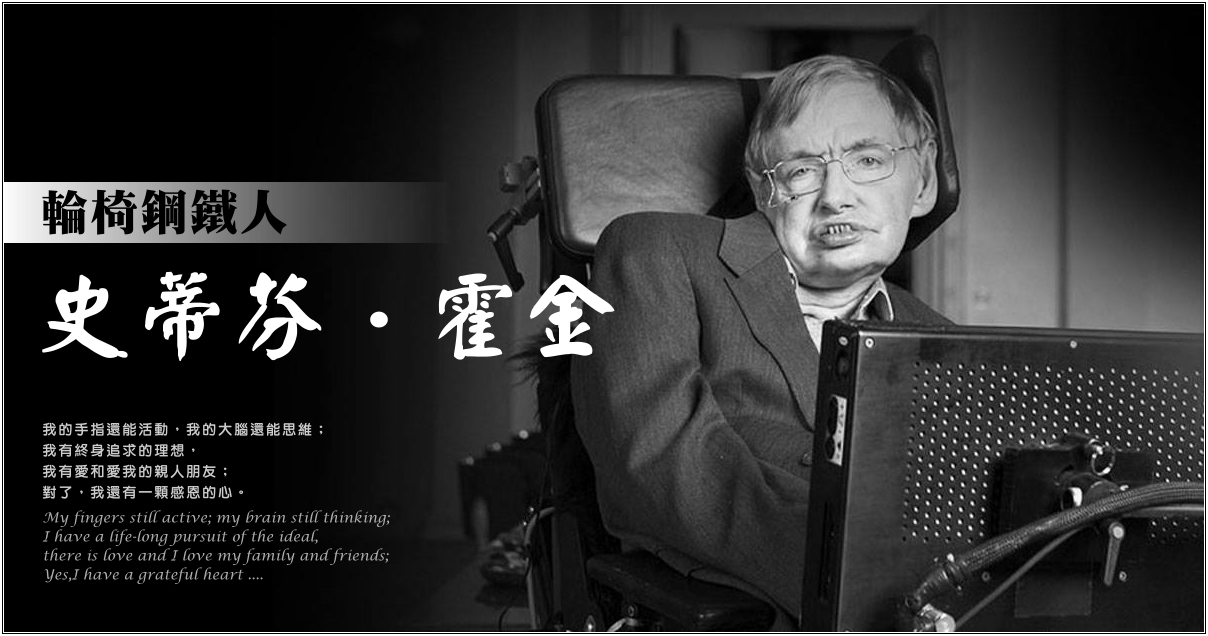 輪椅鋼鐵人
史蒂芬・霍金
我的手指還能活動，我的大腦還能思維；
我有終身追求的理想，
我有愛和愛我的親人朋友；
對了，我還有一顆感恩的心。
My fingers still active; my brain still thinking;
I have a life-long pursuit of the ideal,
there is love and I love my family and friends;
Yes,I have a grateful heart ....